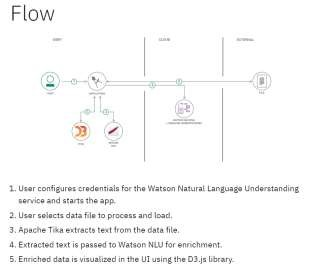 Flow
USER
CLOUD
EXTERNAL
1. User configures credentials for the Watson Natural Language Understanding
service and starts the app.
2. User selects data file to process and load.
3. Apache Tika extracts text from the data file.
4. Extracted text is passed to Watson NLU for enrichment.
5. Enriched data is visualized in the UI using the D3.js library.